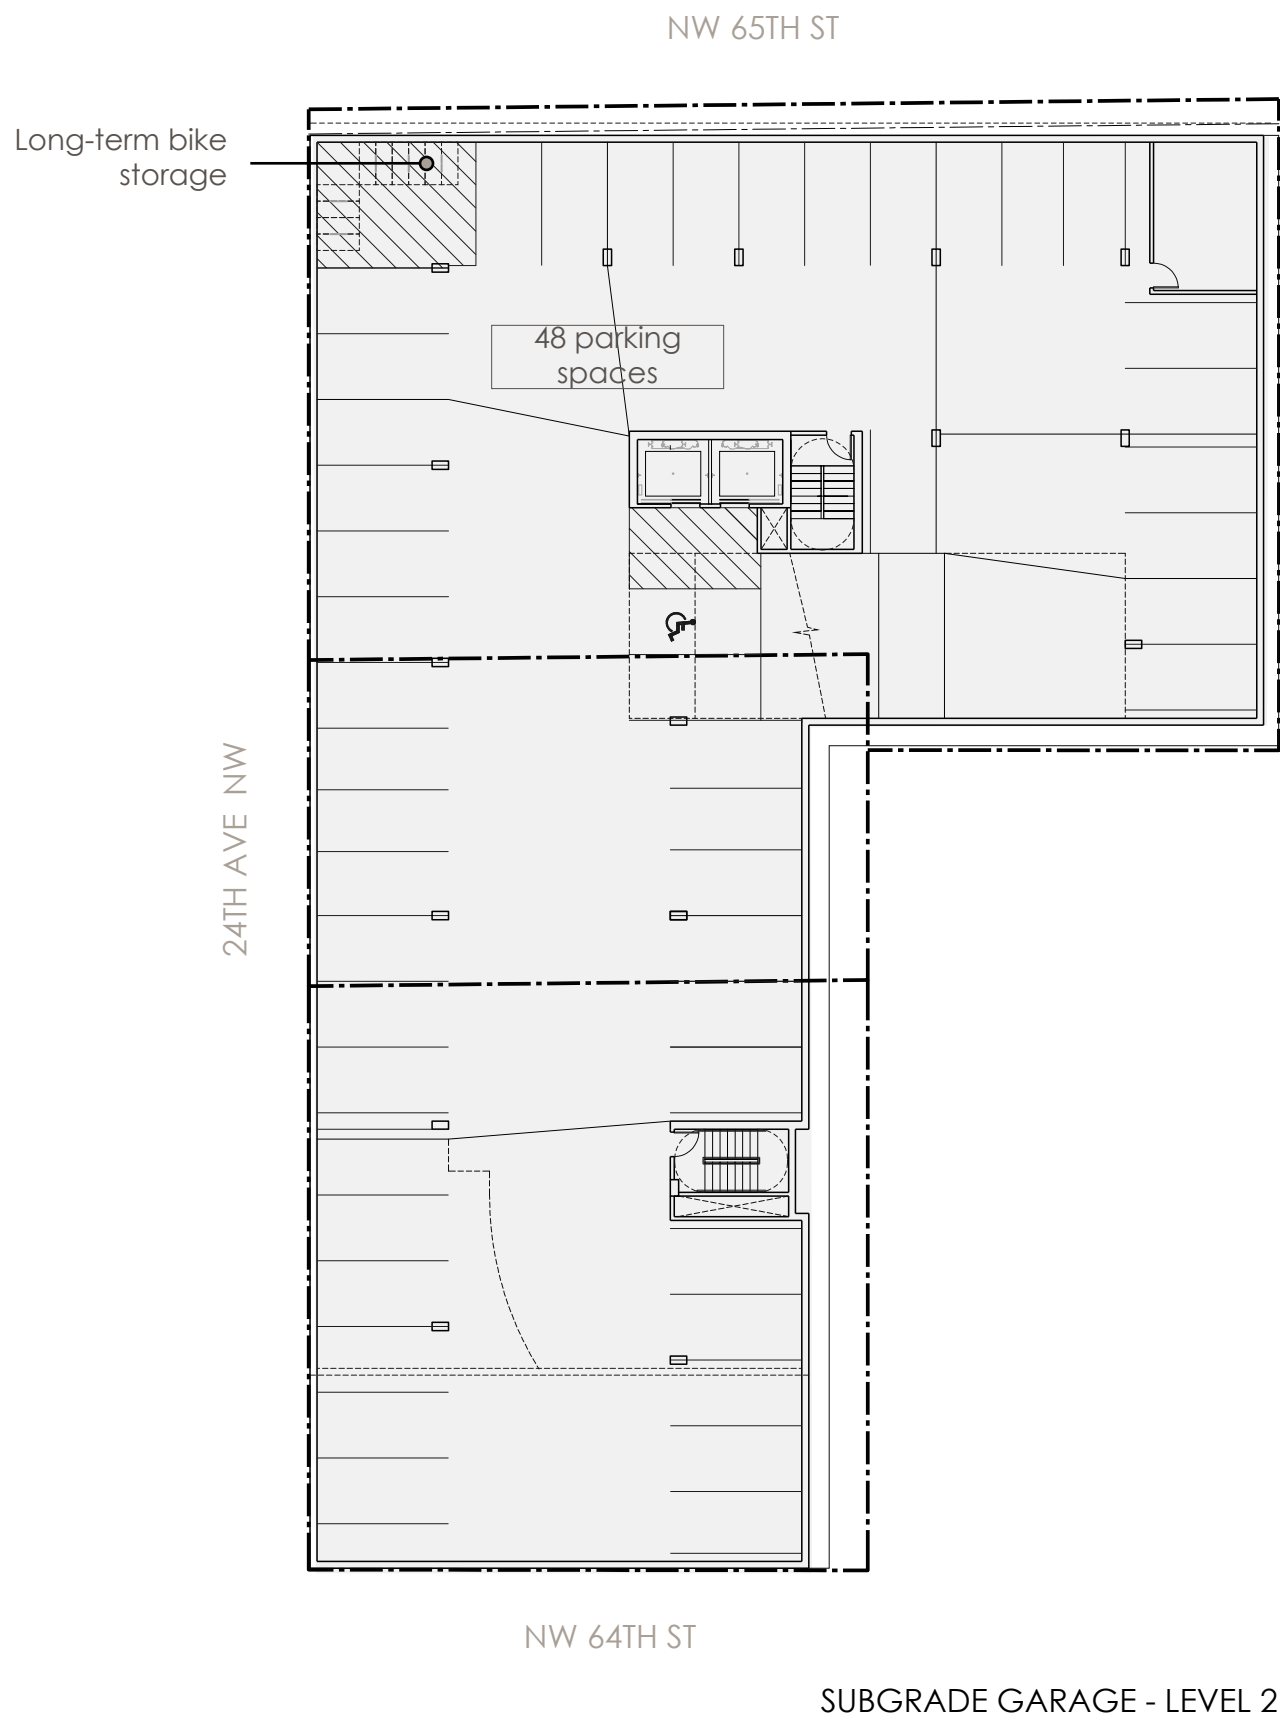 NW 65TH ST
Long-term bike
storage
48 parking
spaces
24TH AVE NW
NW 64TH ST
SUBGRADE GARAGE - LEVEL 2